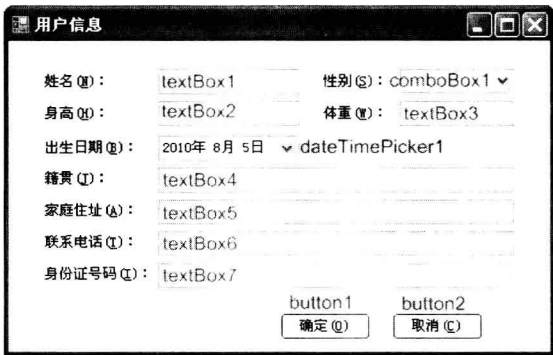 用户信息
姓名(N)： textBox1 性别(S)： comboBox1
身高(H)： textBox2 体重(W)： textBox3
出生日期(B)： 2010年 8月 5日 dateTimePicker1
籍贯(J)： textBox4
家庭住址(A)： textBox5
联系电话(T)： textBox6
身份证号码(I)： textBox7
button1 button2
确定(O) 取消(C)